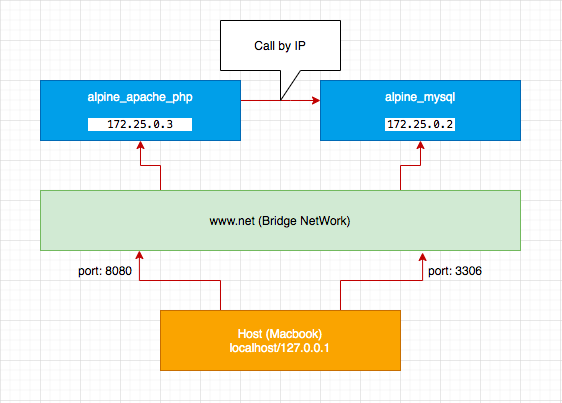 Call by IP
alpine_apache_php
172.25.0.3
alpine_mysql
172.25.0.2
www.net (Bridge NetWork)
port: 8080
port: 3306
Host (Macbook)
localhost/127.0.0.1